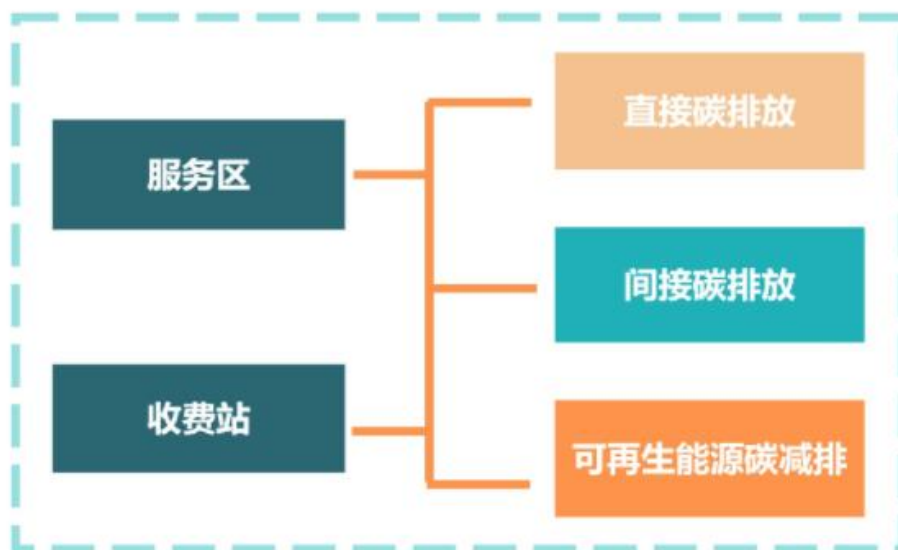 服务区
收费站
直接碳排放
间接碳排放
可再生能源碳减排